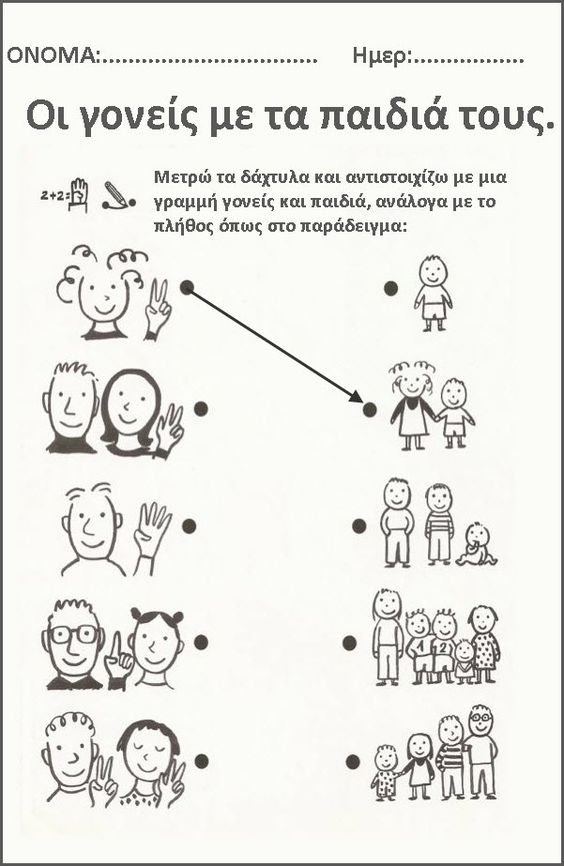 ΟΝΟΜΑ:................................. Ημερ:.................
Οι γονείς με τα παιδιά τους.
2+2=
Μετρώ τα δάχτυλα και αντιστοιχίζω με μια
γραμμή γονείς και παιδιά, ανάλογα με το
πλήθος όπως στο παράδειγμα:
1 2